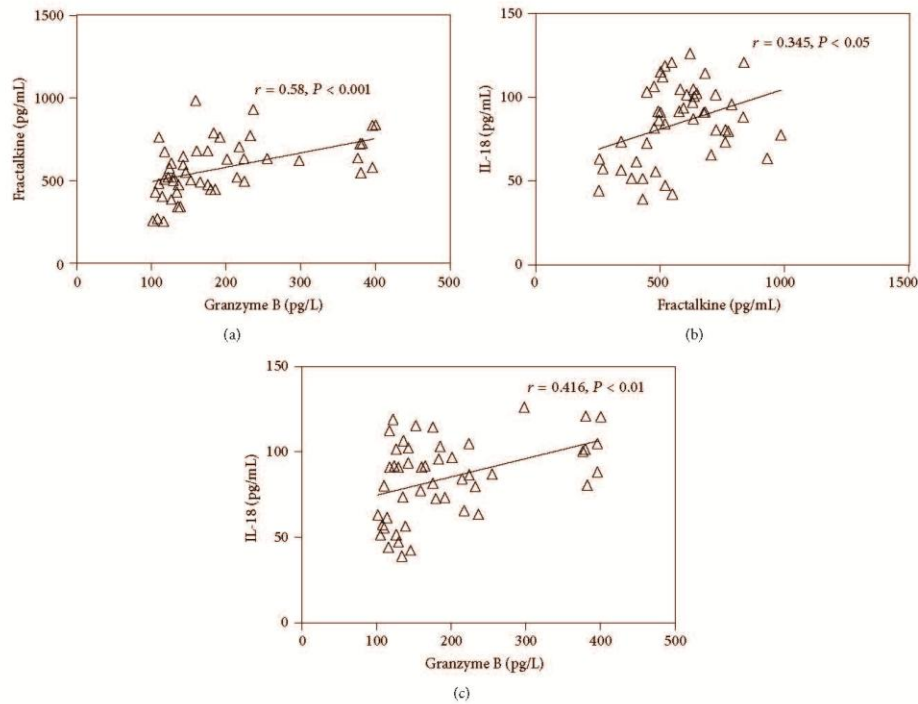 1500
1000
500
0
Fractalkine (pg/mL)
r = 0.58, P < 0.001
0 100 200 300 400 500
Granzyme B (pg/L)
(a)
150
100
50
0
IL-18 (pg/mL)
r = 0.345, P < 0.05
0 500 1000 1500
Fractalkine (pg/mL)
(b)
150
100
50
0
IL-18 (pg/mL)
r = 0.416, P < 0.01
0 100 200 300 400 500
Granzyme B (pg/L)
(c)